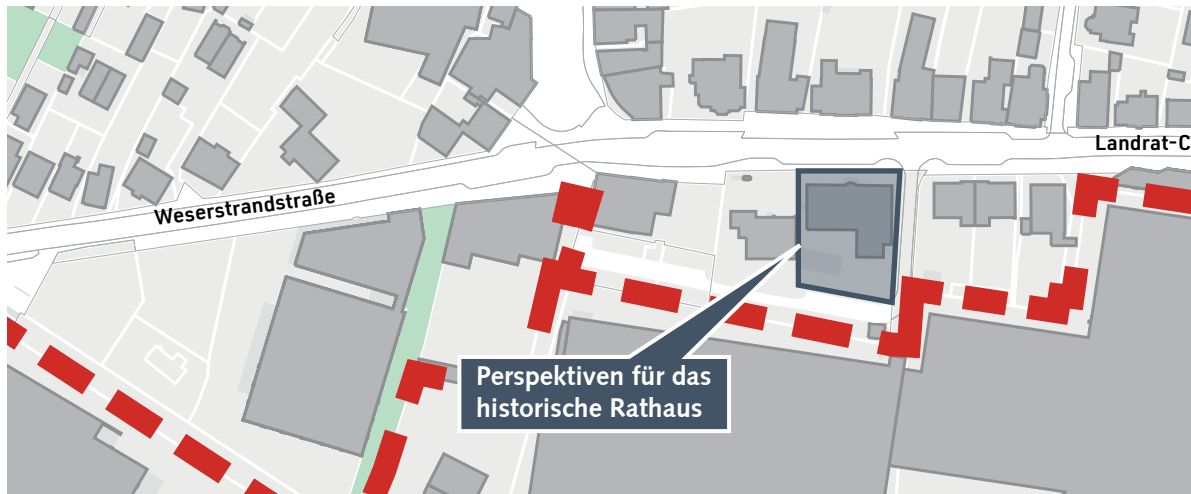 Landrat-C
Weserstrandstraße
Perspektiven für das
historische Rathaus